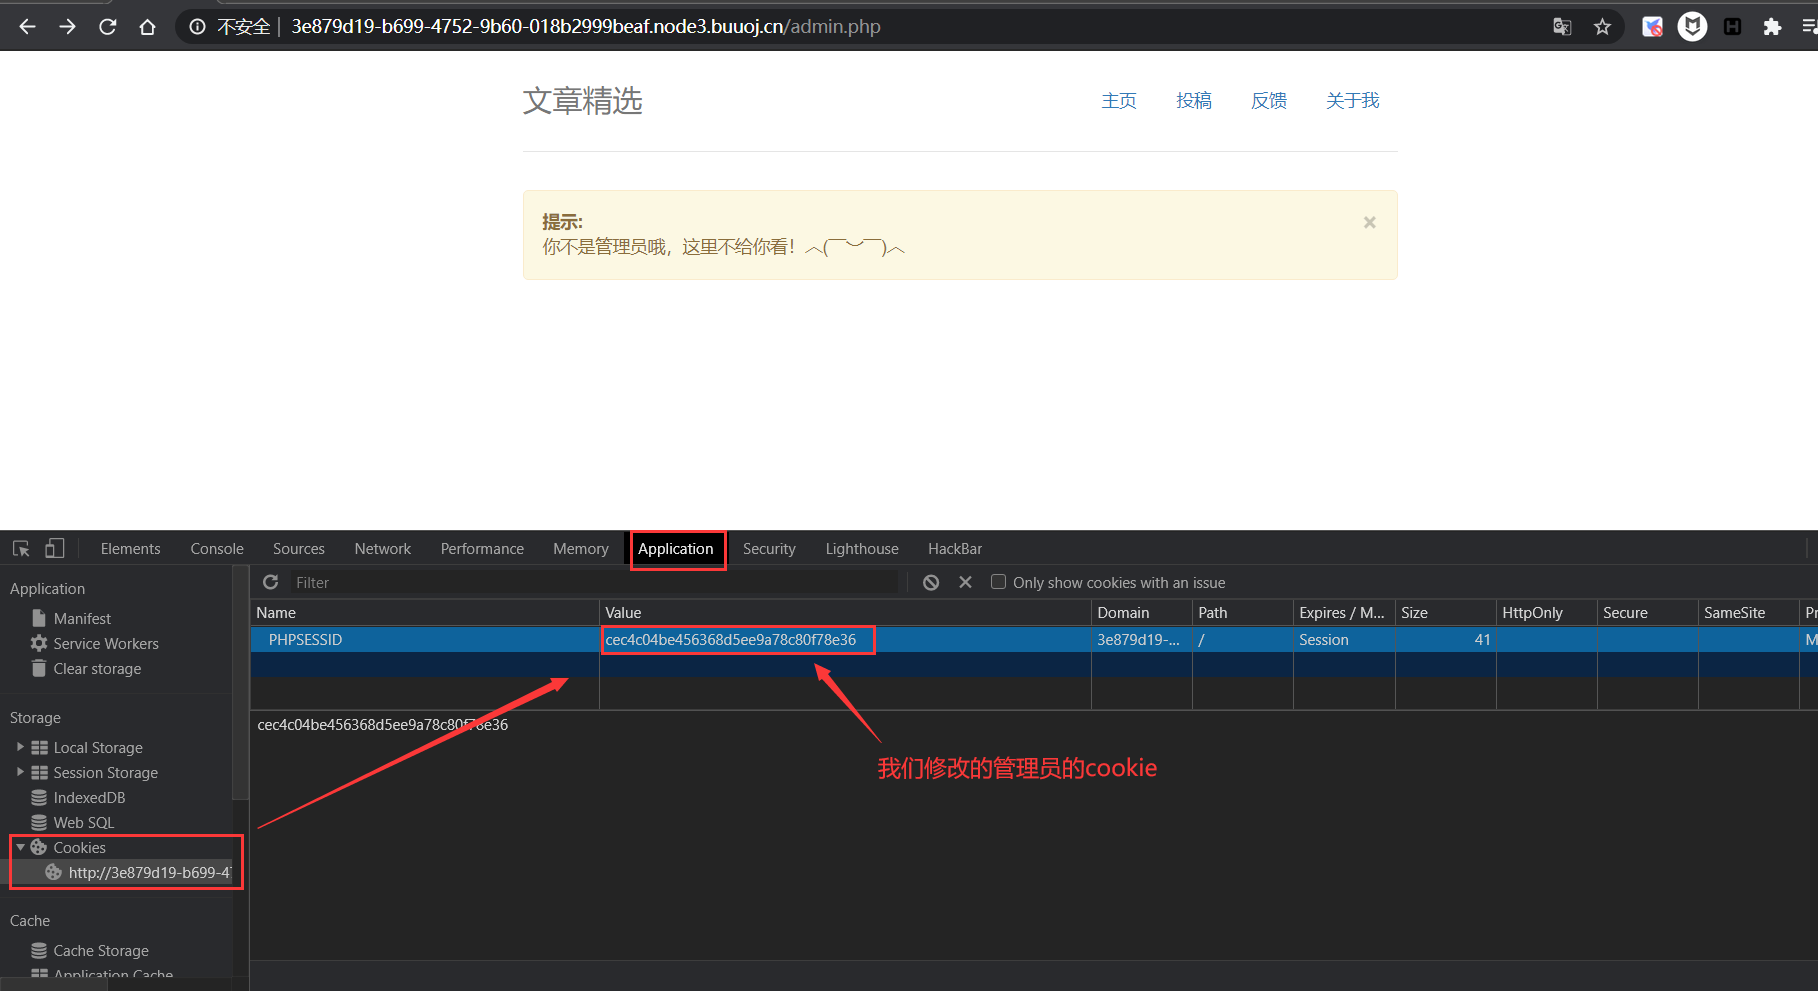 不安全 3e879d19-b699-4752-9b60-018b2999beaf.node3.buuoj.cn/admin.php
文章精选 主页 投稿 反馈 关于我
提示: ×
你不是管理员哦，这里不给你看！︿(￣︶￣)︿
Elements Console Sources Network Performance Memory Application Security Lighthouse HackBar
Application
Manifest
Service Workers
Clear storage
Storage
Local Storage
Session Storage
IndexedDB
Web SQL
Cookies
http://3e879d19-b699-47
Cache
Cache Storage
Application Cache
Filter Only show cookies with an issue
Name Value Domain Path Expires / M... Size HttpOnly Secure SameSite Pr
PHPSESSID cec4c04be456368d5ee9a78c80f78e36 3e879d19-... / Session 41 M
cec4c04be456368d5ee9a78c80f78e36
我们修改的管理员的cookie